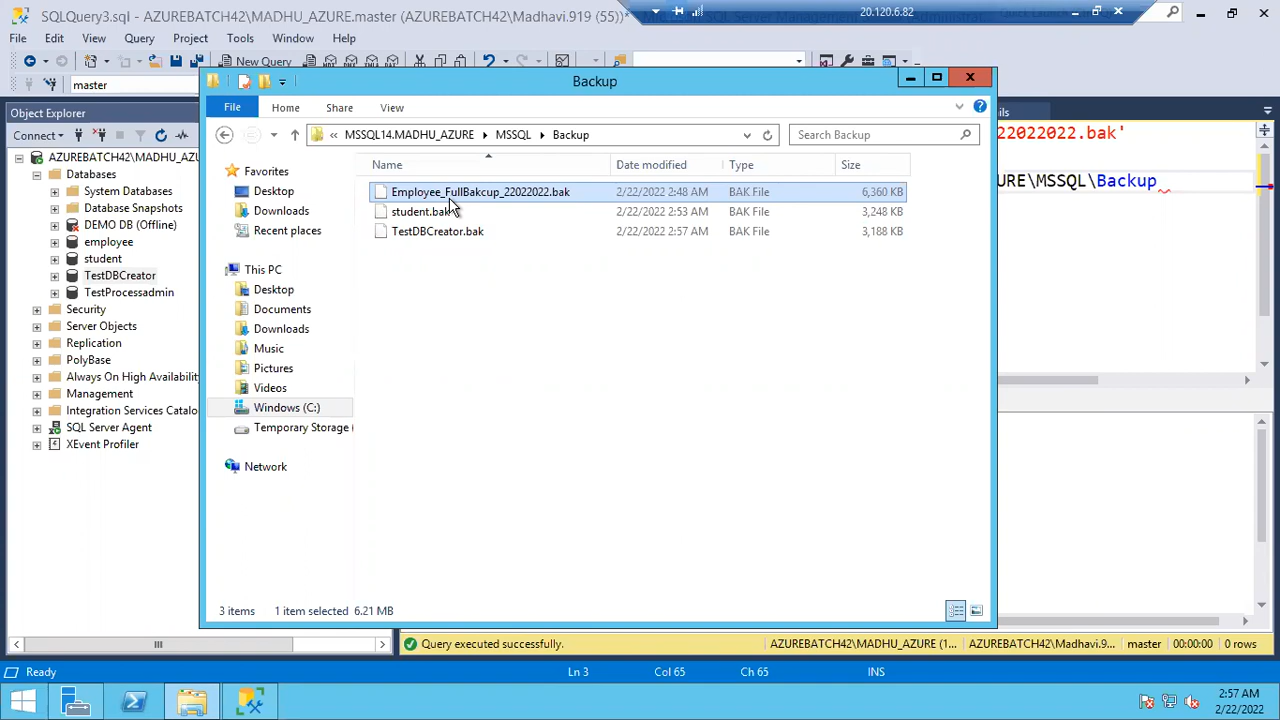 SQLQuery3.sql - AZUREBATCH42\MADHU_AZURE.master (AZUREBATCH42\Madhavi.919 (55))*
20.120.6.82
File Edit View Query Project Tools Window Help
New Query
master
Object Explorer
Connect
AZUREBATCH42\MADHU_AZU
Databases
System Databases
Database Snapshots
DEMO DB (Offline)
employee
student
TestDBCreator
TestProcessadmin
Security
Server Objects
Replication
PolyBase
Always On High Availability
Management
Integration Services Catalo
SQL Server Agent
XEvent Profiler
Backup
File Home Share View
« MSSQL14.MADHU_AZURE MSSQL Backup
Search Backup
Favorites
Desktop
Downloads
Recent places
This PC
Desktop
Documents
Downloads
Music
Pictures
Videos
Windows (C:)
Temporary Storage (
Network
Name Date modified Type Size
Employee_FullBakcup_22022022.bak 2/22/2022 2:48 AM BAK File 6,360 KB
student.bak 2/22/2022 2:53 AM BAK File 3,248 KB
TestDBCreator.bak 2/22/2022 2:57 AM BAK File 3,188 KB
3 items 1 item selected 6.21 MB
ils
22022022.bak'
URE\MSSQL\Backup
Query executed successfully.
AZUREBATCH42\MADHU_AZURE (1... AZUREBATCH42\Madhavi.9... master 00:00:00 0 rows
Ready Ln 3 Col 65 Ch 65 INS
2:57 AM
2/22/2022